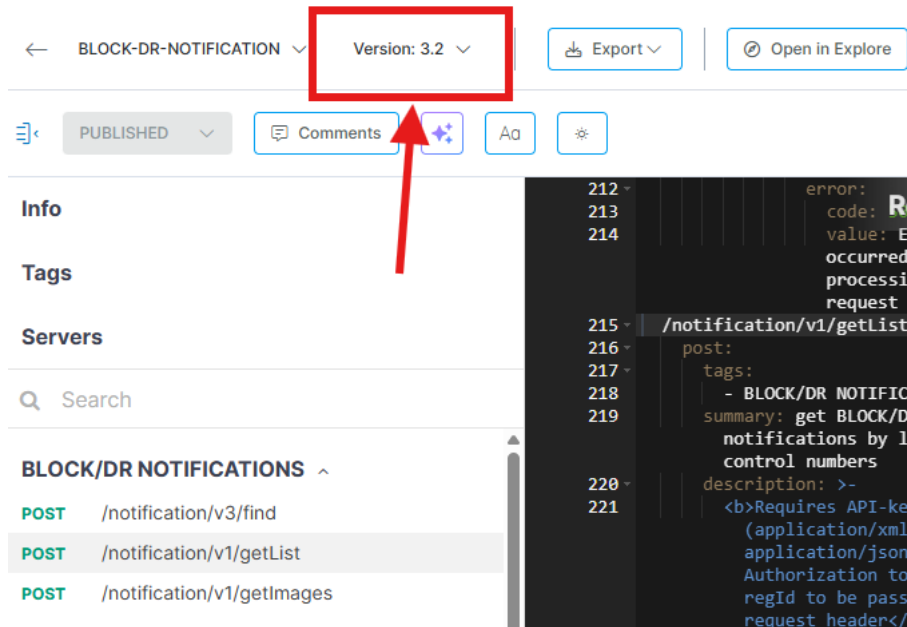 BLOCK-DR-NOTIFICATION
Version: 3.2
Export
Open in Explore
PUBLISHED
Comments
Aa
Info
Tags
Servers
Search
BLOCK/DR NOTIFICATIONS
POST /notification/v3/find
POST /notification/v1/getList
POST /notification/v1/getImages
212 error:
213 code:
214 value: E
occurred
processi
request
215 /notification/v1/getList
216 post:
217 tags:
218 - BLOCK/DR NOTIFIC
219 summary: get BLOCK/D
notifications by l
control numbers
220 description: >-
221 <b>Requires API-ke
(application/xml
application/json
Authorization to
regId to be pass
request header</